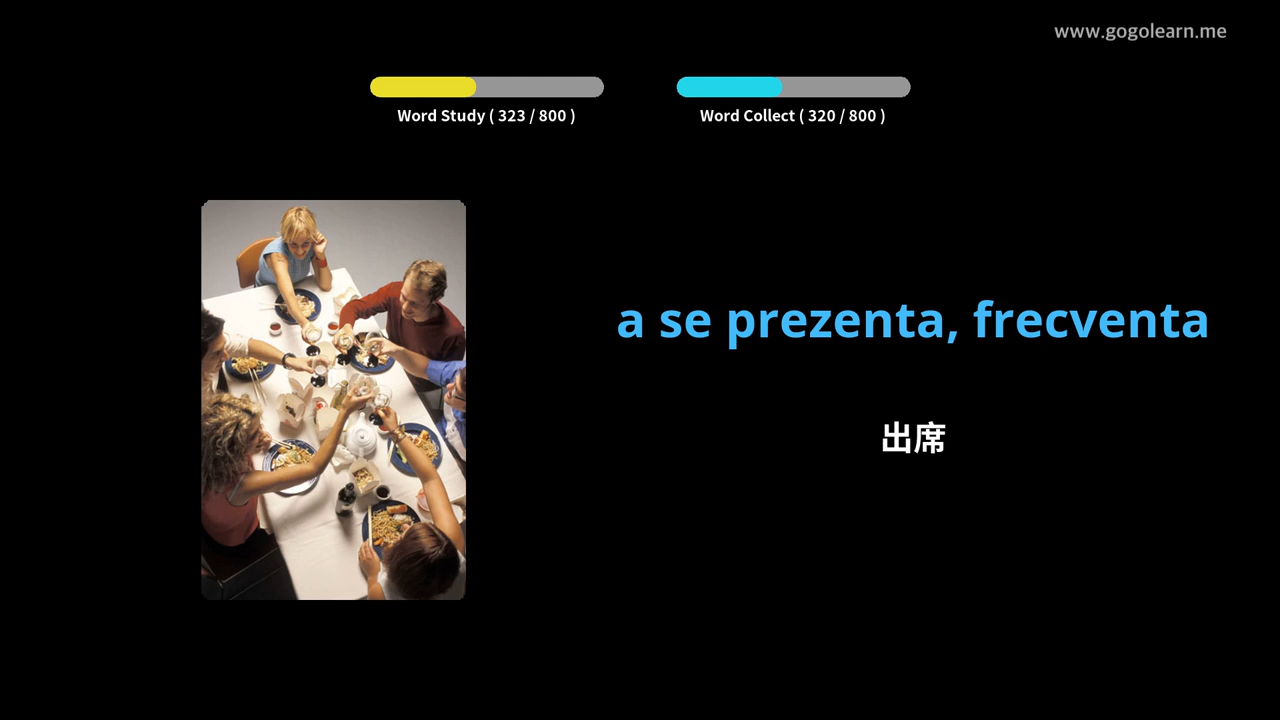 www.gogolearn.me
Word Study ( 323 / 800 )
Word Collect ( 320 / 800 )
a se prezenta, frecventa
出席